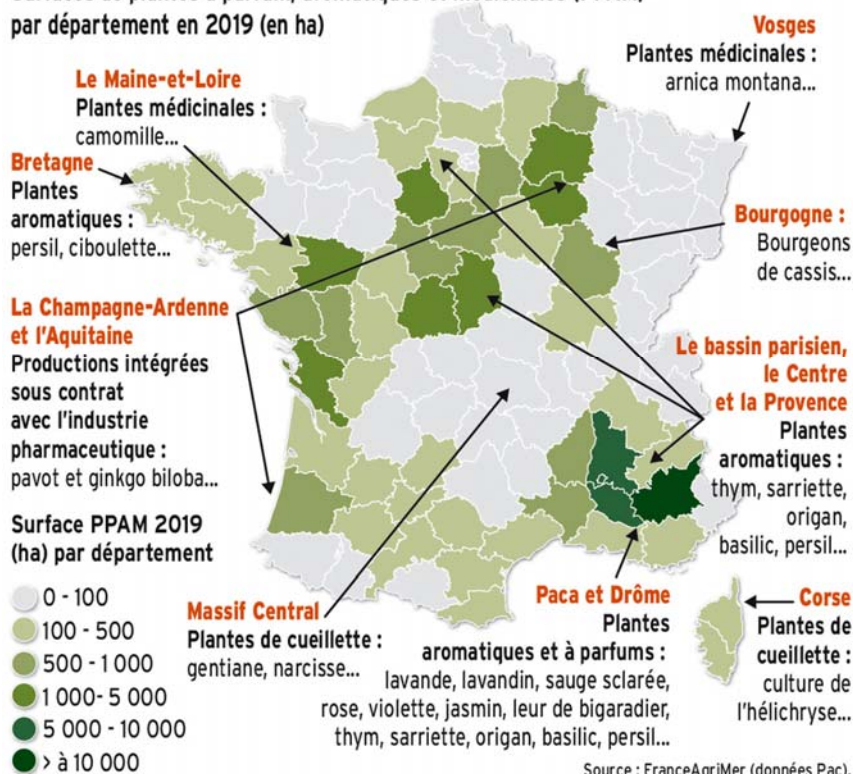 par département en 2019 (en ha)
Vosges
Plantes médicinales :
arnica montana...
Le Maine-et-Loire
Plantes médicinales :
camomille...
Bretagne
Plantes
aromatiques :
persil, ciboulette...
Bourgogne :
Bourgeons
de cassis...
La Champagne-Ardenne
et l'Aquitaine
Productions intégrées
sous contrat
avec l'industrie
pharmaceutique :
pavot et ginkgo biloba...
Le bassin parisien,
le Centre
et la Provence
Plantes
aromatiques :
thym, sarriette,
origan,
basilic, persil...
Surface PPAM 2019
(ha) par département
0 - 100
100 - 500
500 - 1 000
1 000- 5 000
5 000 - 10 000
> à 10 000
Massif Central
Plantes de cueillette :
gentiane, narcisse...
Paca et Drôme
Plantes
aromatiques et à parfums :
lavande, lavandin, sauge sclarée,
rose, violette, jasmin, leur de bigaradier,
thym, sarriette, origan, basilic, persil...
Corse
Plantes de
cueillette :
culture de
l'hélichryse...
Source : FranceAgriMer (données Pac).